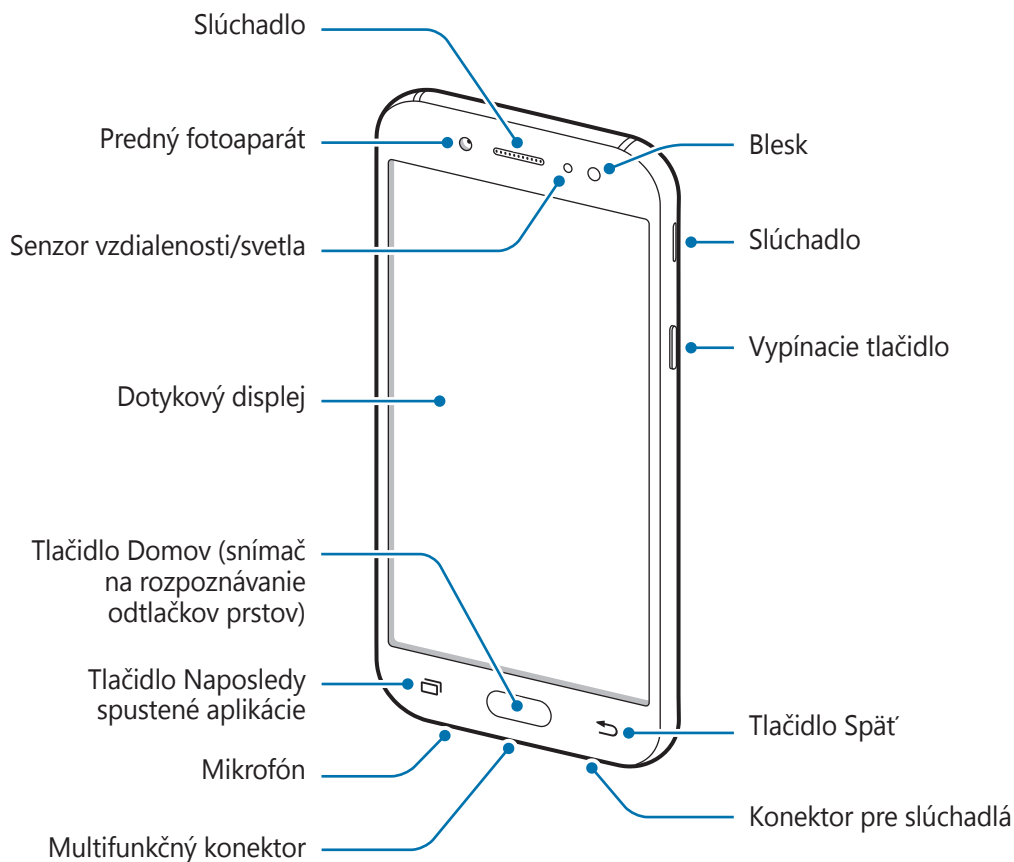 Slúchadlo
Predný fotoaparát
Blesk
Senzor vzdialenosti/svetla
Slúchadlo
Vypínacie tlačidlo
Dotykový displej
Tlačidlo Domov (snímač
na rozpoznávanie
odtlačkov prstov)
Tlačidlo Naposledy
spustené aplikácie
Tlačidlo Späť
Mikrofón
Konektor pre slúchadlá
Multifunkčný konektor